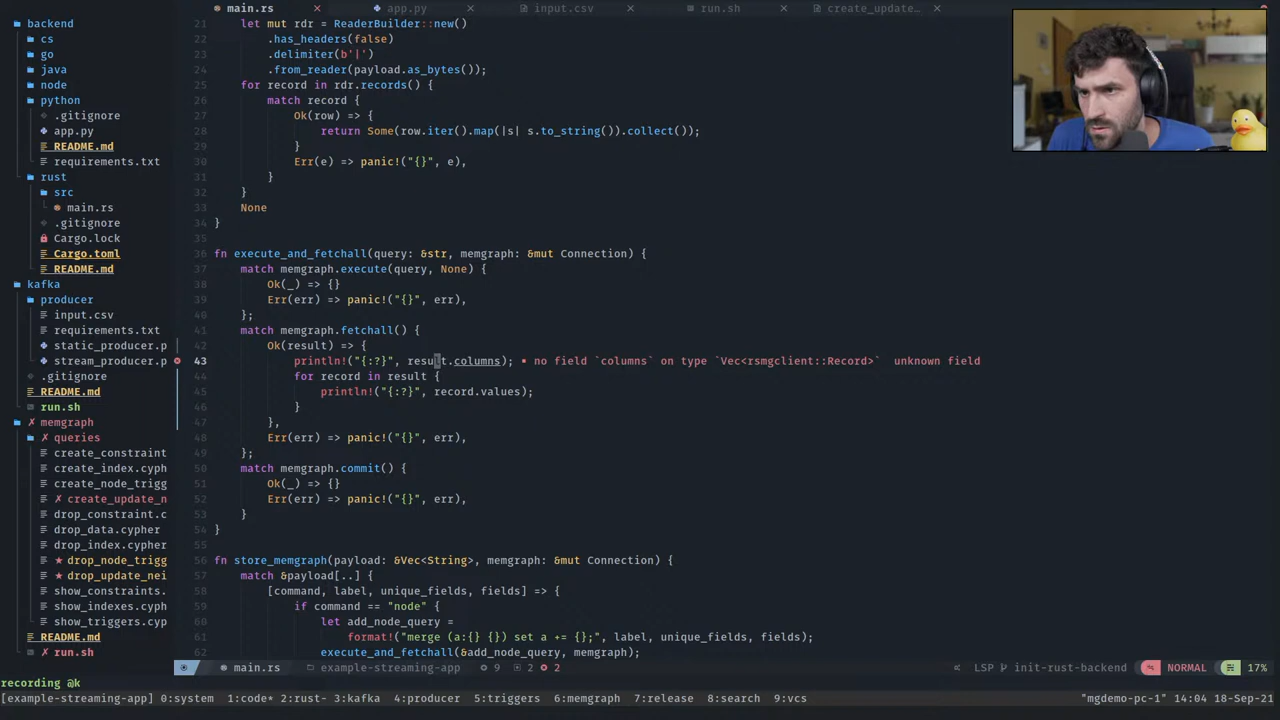 main.rs × app.py × input.csv × run.sh × create_update… ×
backend
cs
go
java
node
python
.gitignore
app.py
README.md
requirements.txt
rust
src
main.rs
.gitignore
Cargo.lock
Cargo.toml
README.md
kafka
producer
input.csv
requirements.txt
static_producer.p
stream_producer.p
.gitignore
README.md
run.sh
✗ memgraph
✗ queries
create_constraint
create_index.cyph
create_node_trigg
✗ create_update_n
drop_constraint.c
drop_data.cypher
drop_index.cypher
★ drop_node_trigg
★ drop_update_nei
show_constraints.
show_indexes.cyph
show_triggers.cyp
README.md
✗ run.sh
21 let mut rdr = ReaderBuilder::new()
22 .has_headers(false)
23 .delimiter(b'|')
24 .from_reader(payload.as_bytes());
25 for record in rdr.records() {
26 match record {
27 Ok(row) => {
28 return Some(row.iter().map(|s| s.to_string()).collect());
29 }
30 Err(e) => panic!("{}", e),
31 }
32 }
33 None
34 }
35
36 fn execute_and_fetchall(query: &str, memgraph: &mut Connection) {
37 match memgraph.execute(query, None) {
38 Ok(_) => {}
39 Err(err) => panic!("{}", err),
40 };
41 match memgraph.fetchall() {
42 Ok(result) => {
43 println!("{:?}", result.columns); ▪ no field `columns` on type `Vec<rsmgclient::Record>` unknown field
44 for record in result {
45 println!("{:?}", record.values);
46 }
47 },
48 Err(err) => panic!("{}", err),
49 };
50 match memgraph.commit() {
51 Ok(_) => {}
52 Err(err) => panic!("{}", err),
53 }
54 }
55
56 fn store_memgraph(payload: &Vec<String>, memgraph: &mut Connection) {
57 match &payload[..] {
58 [command, label, unique_fields, fields] => {
59 if command == "node" {
60 let add_node_query =
61 format!("merge (a:{} {}) set a += {};", label, unique_fields, fields);
62 execute_and_fetchall(&add_node_query, memgraph);
main.rs example-streaming-app 9 2 2 « LSP init-rust-backend NORMAL 17%
recording @k
[example-streaming-app] 0:system 1:code* 2:rust- 3:kafka 4:producer 5:triggers 6:memgraph 7:release 8:search 9:vcs "mgdemo-pc-1" 14:04 18-Sep-21